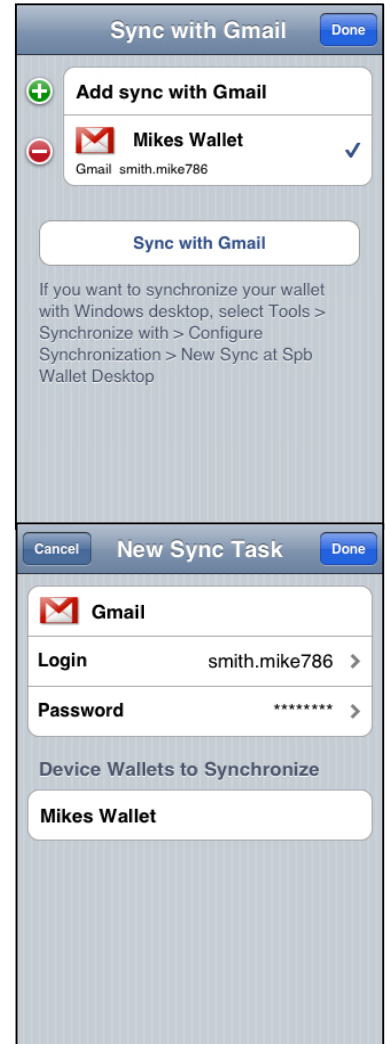 Sync with Gmail
Done
Add sync with Gmail
Mikes Wallet
Gmail smith.mike786
Sync with Gmail
If you want to synchronize your wallet
with Windows desktop, select Tools >
Synchronize with > Configure
Synchronization > New Sync at Spb
Wallet Desktop
Cancel
New Sync Task
Done
Gmail
Login smith.mike786
Password ********
Device Wallets to Synchronize
Mikes Wallet